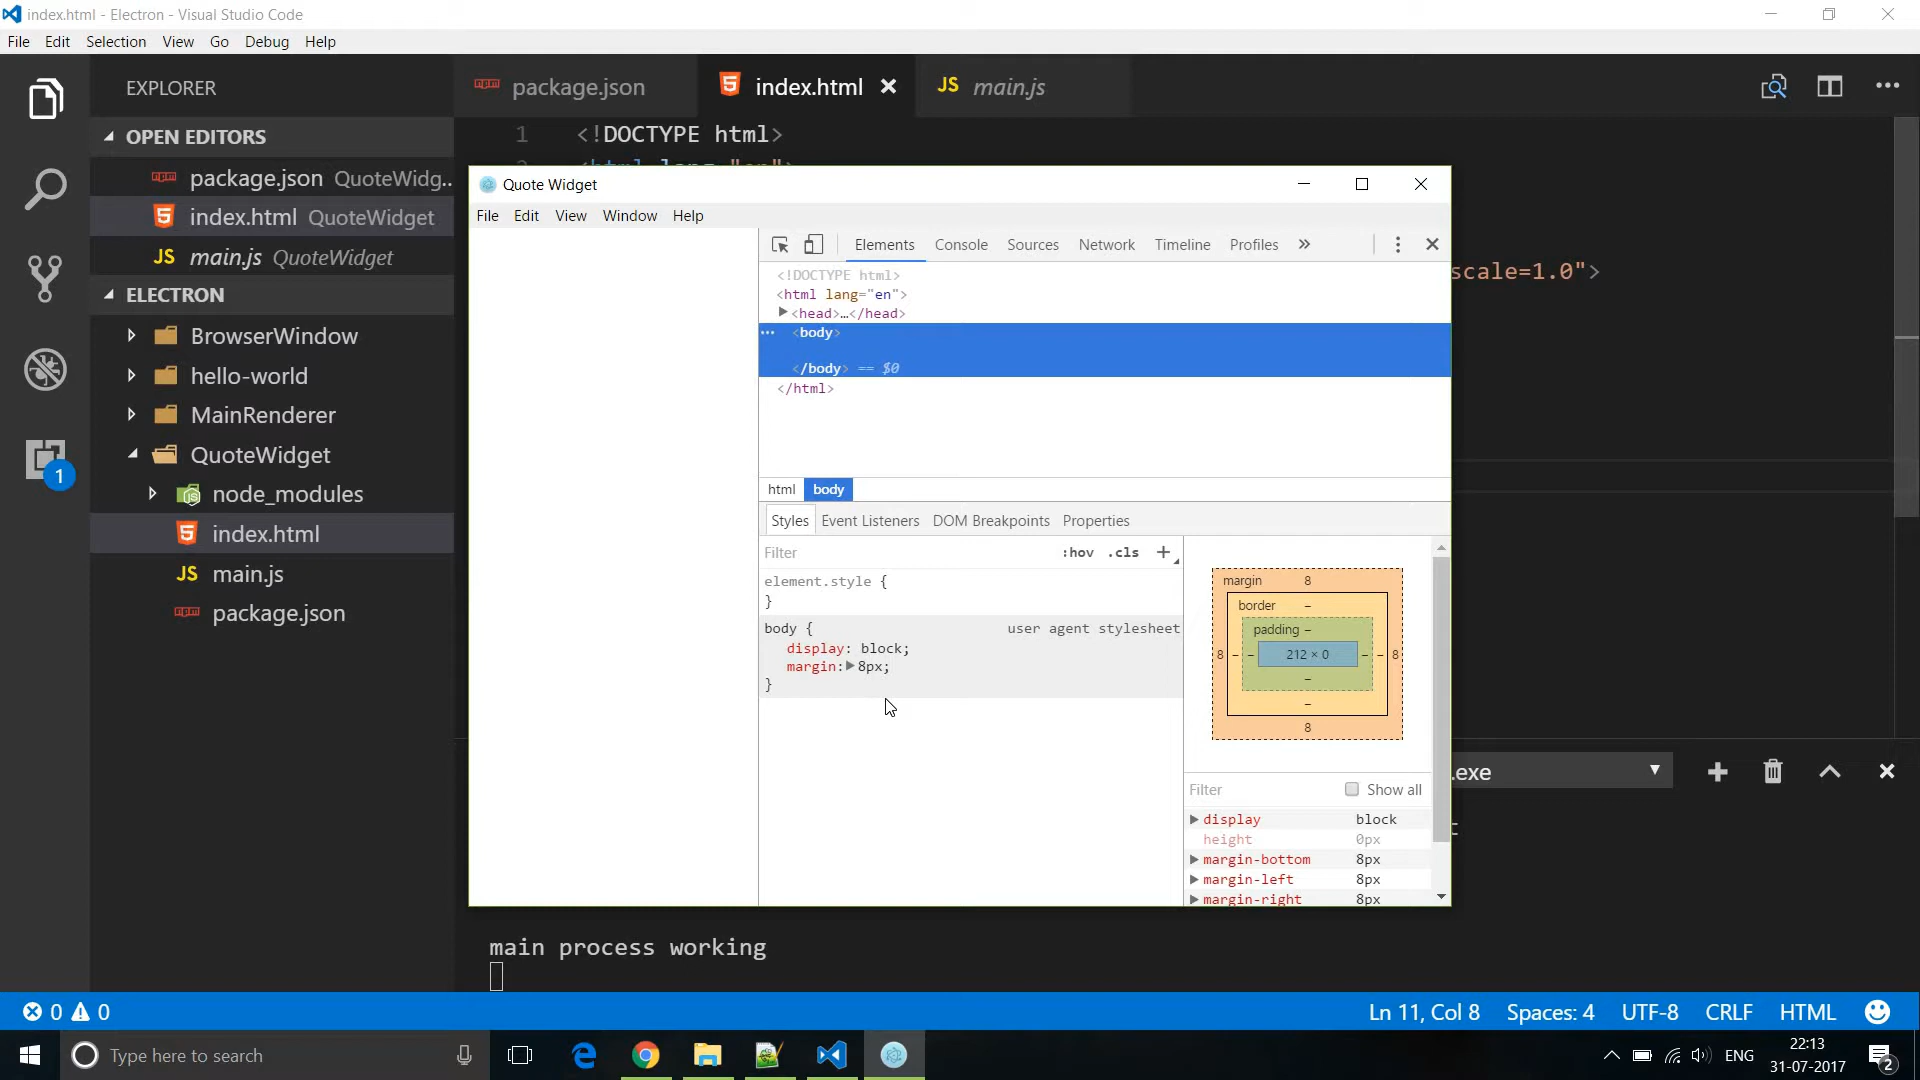 index.html - Electron - Visual Studio Code
File Edit Selection View Go Debug Help
EXPLORER
OPEN EDITORS
package.json QuoteWidg...
index.html QuoteWidget
JS main.js QuoteWidget
ELECTRON
BrowserWindow
hello-world
MainRenderer
QuoteWidget
node_modules
index.html
JS main.js
package.json
1
package.json index.html JS main.js
1 <!DOCTYPE html>
scale=1.0">
Quote Widget
File Edit View Window Help
Elements Console Sources Network Timeline Profiles »
<!DOCTYPE html>
<html lang="en">
<head>…</head>
... <body>
</body> == $0
</html>
html body
Styles Event Listeners DOM Breakpoints Properties
Filter :hov .cls +
element.style {
}
body { user agent stylesheet
display: block;
margin: 8px;
}
margin 8
border –
padding –
8 – – 212 × 0 – – 8
–
–
8
Filter Show all
display block
height 0px
margin-bottom 8px
margin-left 8px
margin-right 8px
.exe
main process working
0 0 Ln 11, Col 8 Spaces: 4 UTF-8 CRLF HTML
Type here to search
ENG
22:13
31-07-2017
2